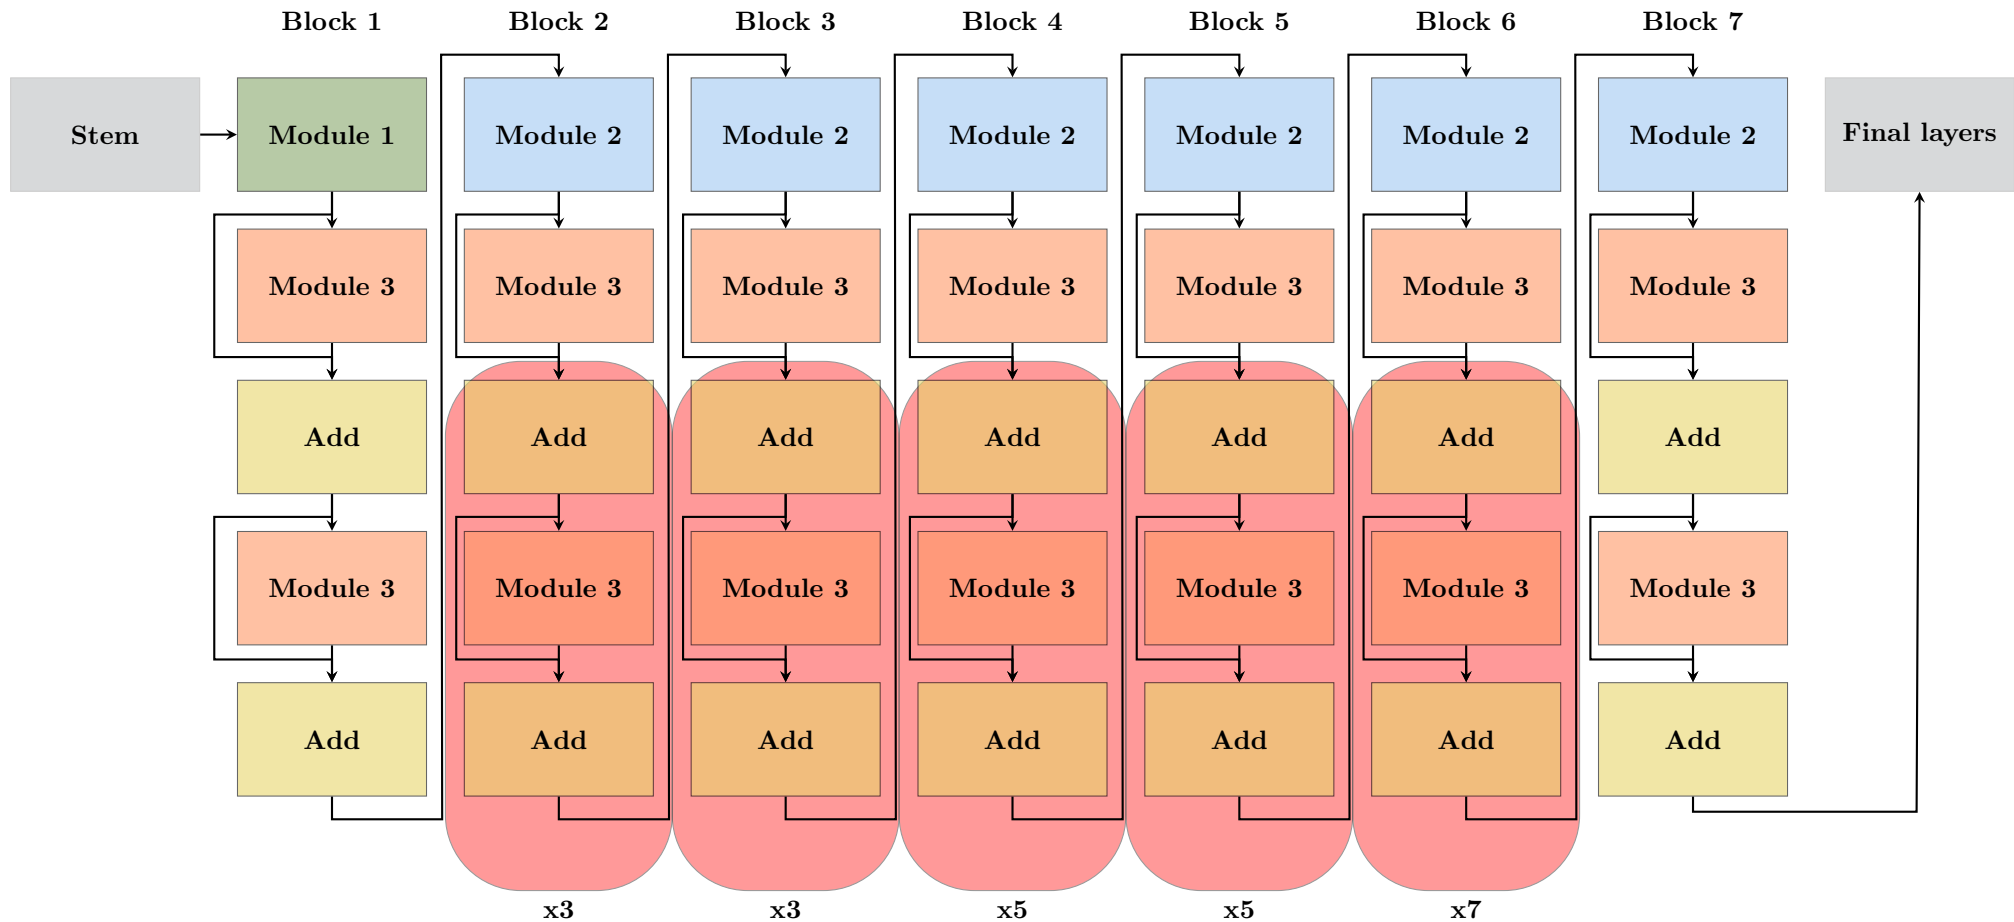 Block 1 Block 2 Block 3 Block 4 Block 5 Block 6 Block 7
Stem Module 1 Module 2 Module 2 Module 2 Module 2 Module 2 Module 2 Final layers
Module 3 Module 3 Module 3 Module 3 Module 3 Module 3 Module 3
Add Add Add Add Add Add Add
Module 3 Module 3 Module 3 Module 3 Module 3 Module 3 Module 3
Add Add Add Add Add Add Add
x3 x3 x5 x5 x7